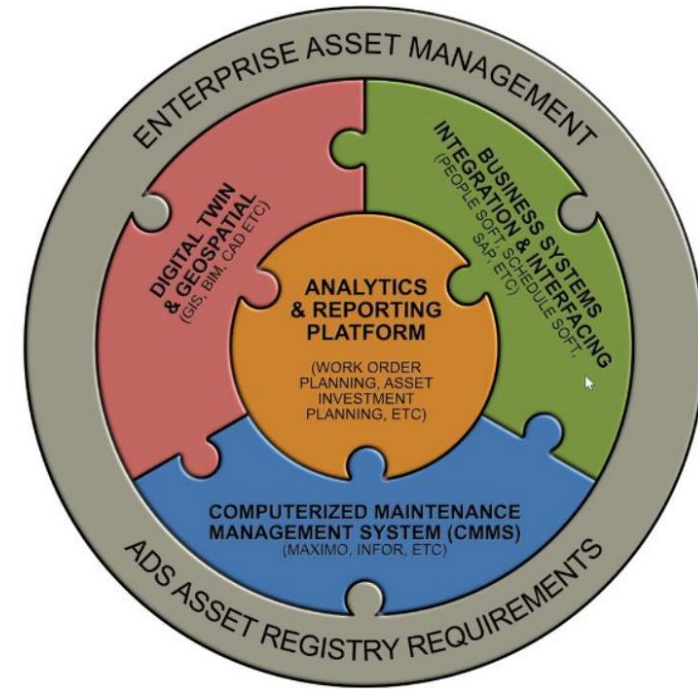 ENTERPRISE ASSET MANAGEMENT
DIGITAL TWIN
& GEOSPATIAL
(GIS, BIM, CAD ETC)
BUSINESS SYSTEMS
INTEGRATION & INTERFACING
(PEOPLE SOFT, SCHEDULE SOFT,
SAP, ETC)
ANALYTICS
& REPORTING
PLATFORM
(WORK ORDER
PLANNING, ASSET
INVESTMENT
PLANNING, ETC)
COMPUTERIZED MAINTENANCE
MANAGEMENT SYSTEM (CMMS)
(MAXIMO, INFOR, ETC)
ADS ASSET REGISTRY REQUIREMENTS